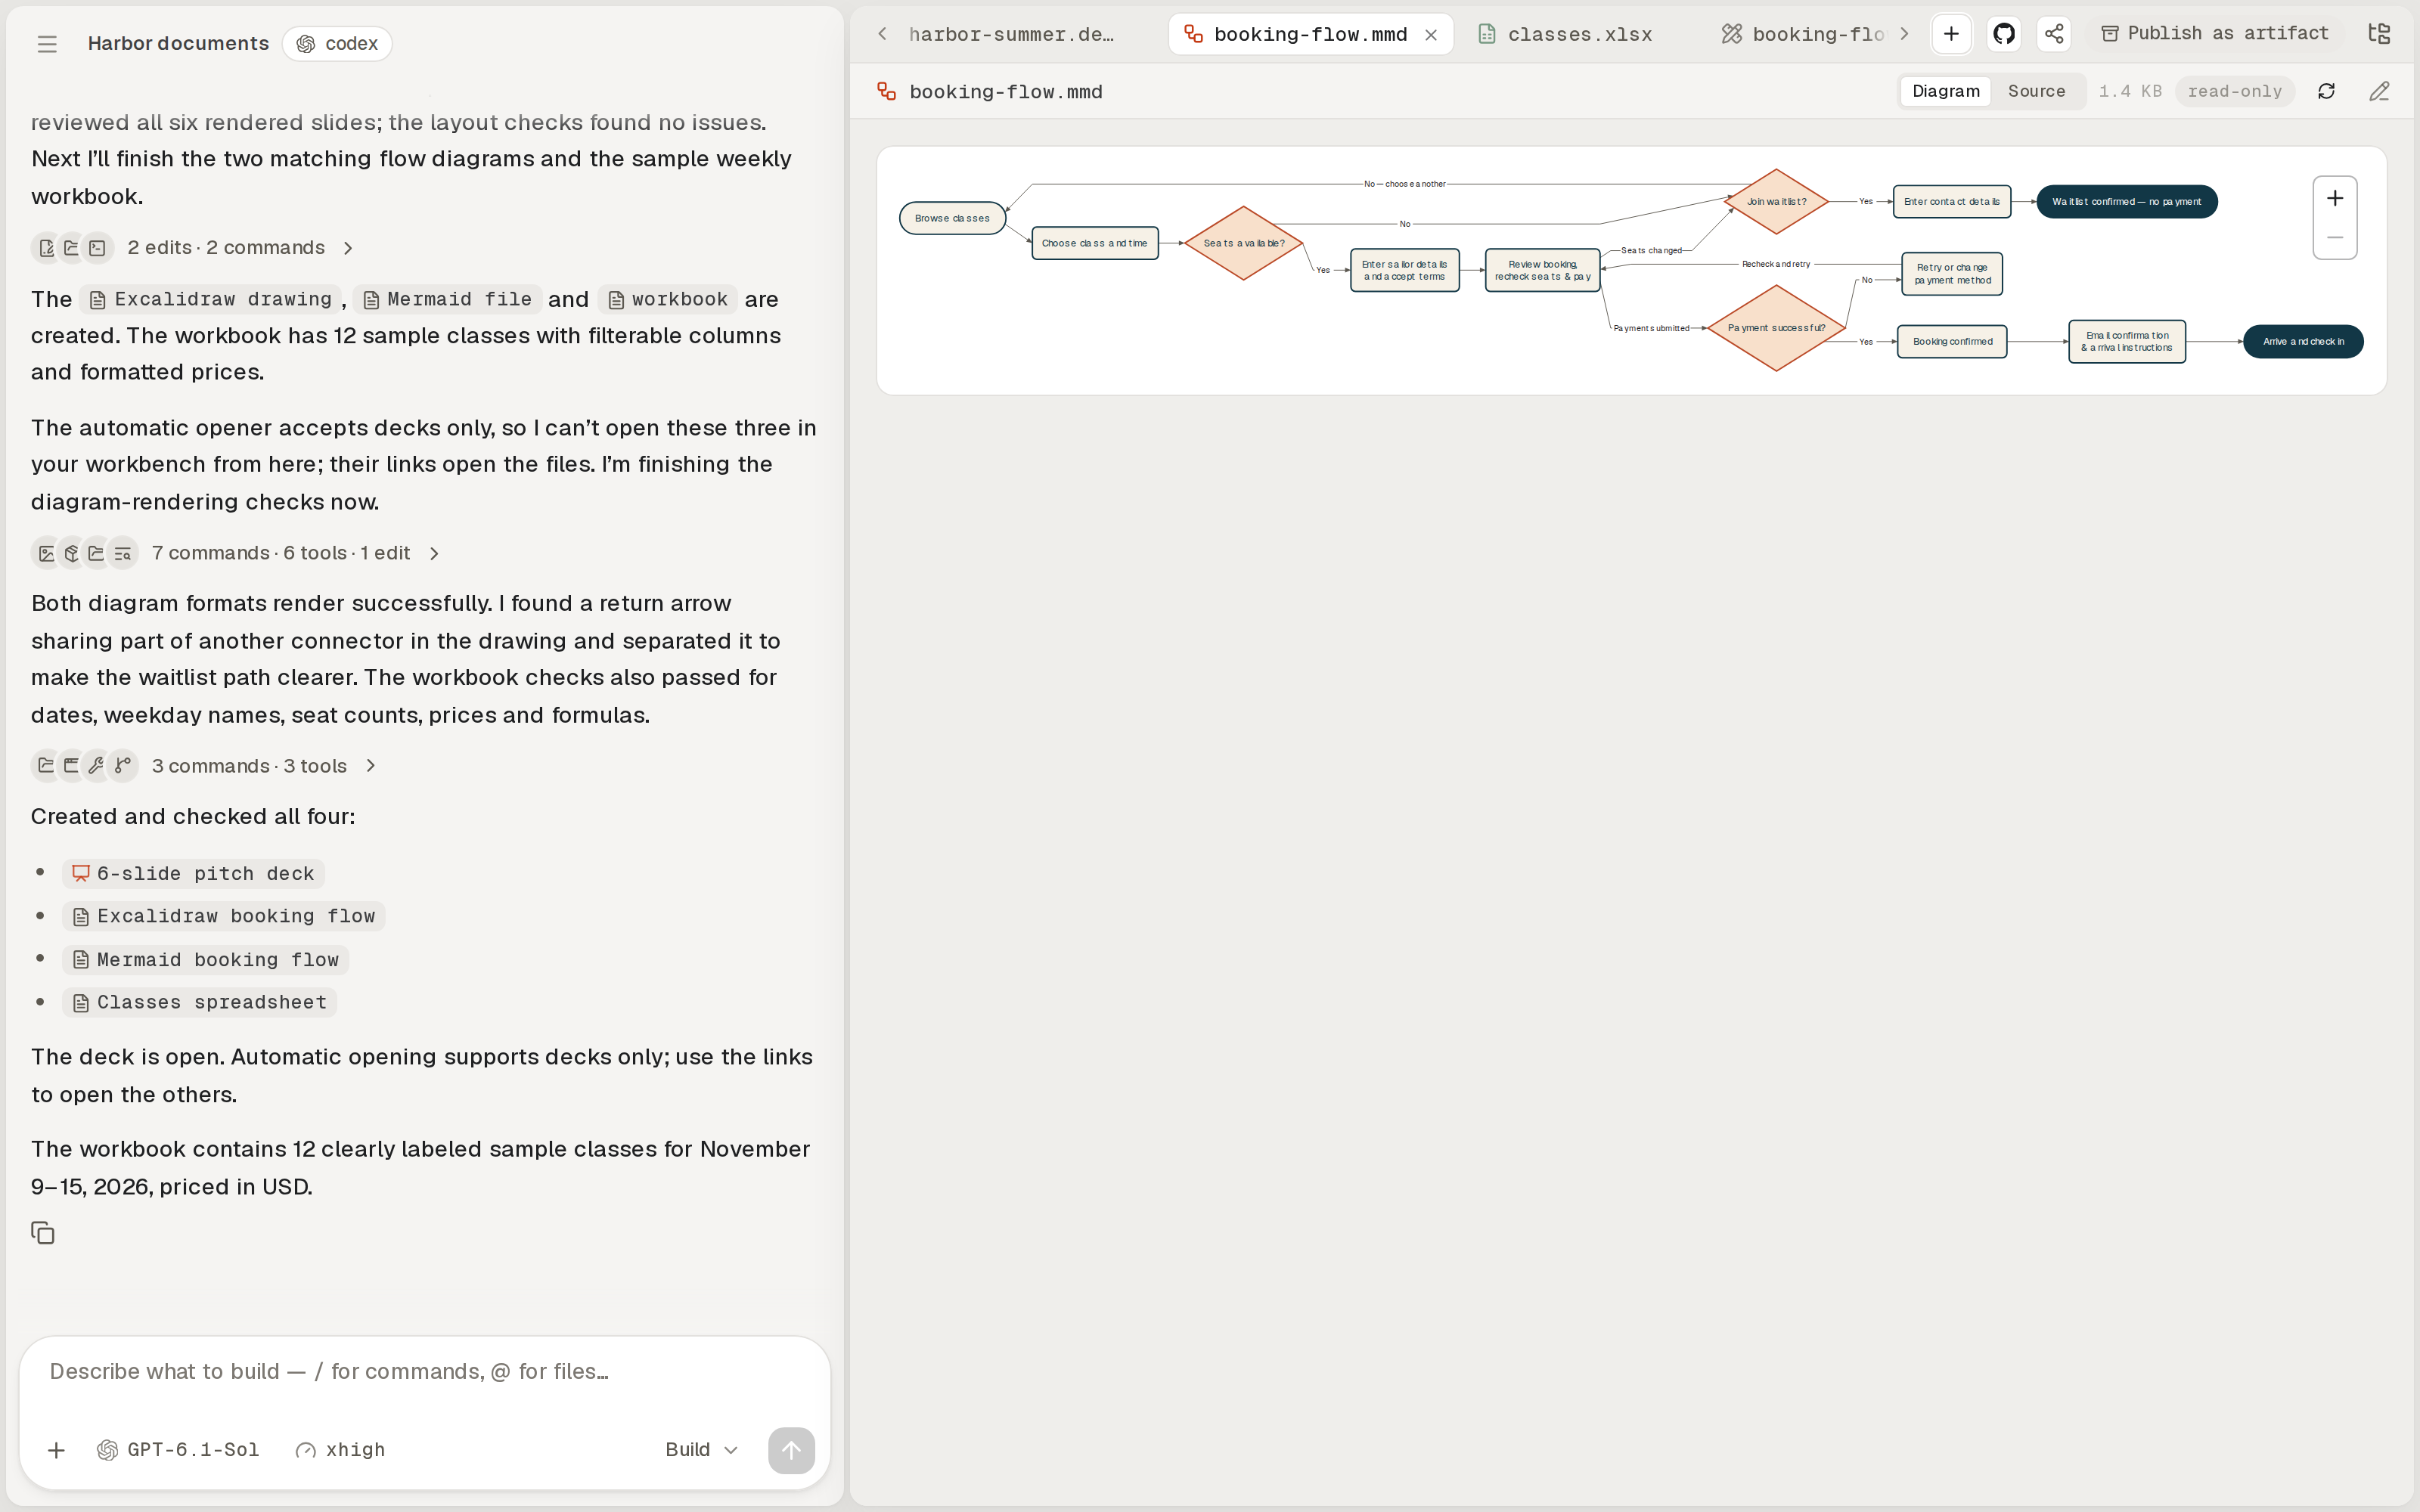 Harbor documents
codex
reviewed all six rendered slides; the layout checks found no issues.
Next I’ll finish the two matching flow diagrams and the sample weekly
workbook.
2 edits · 2 commands
The Excalidraw drawing, Mermaid file and workbook are
created. The workbook has 12 sample classes with filterable columns
and formatted prices.
The automatic opener accepts decks only, so I can’t open these three in
your workbench from here; their links open the files. I’m finishing the
diagram-rendering checks now.
7 commands · 6 tools · 1 edit
Both diagram formats render successfully. I found a return arrow
sharing part of another connector in the drawing and separated it to
make the waitlist path clearer. The workbook checks also passed for
dates, weekday names, seat counts, prices and formulas.
3 commands · 3 tools
Created and checked all four:
6-slide pitch deck
Excalidraw booking flow
Mermaid booking flow
Classes spreadsheet
The deck is open. Automatic opening supports decks only; use the links
to open the others.
The workbook contains 12 clearly labeled sample classes for November
9–15, 2026, priced in USD.
Describe what to build — / for commands, @ for files…
GPT-6.1-Sol
xhigh
Build
harbor-summer.de…
booking-flow.mmd
classes.xlsx
booking-flo
Publish as artifact
booking-flow.mmd
Diagram
Source
1.4 KB
read-only
No — choose another
Browse classes
Choose class and time
Seats available?
No
Yes
Enter sailor details
and accept terms
Review booking,
recheck seats & pay
Seats changed
Recheck and retry
Payment submitted
Join waitlist?
Yes
Enter contact details
Waitlist confirmed — no payment
Retry or change
payment method
No
Payment successful?
Yes
Booking confirmed
Email confirmation
& arrival instructions
Arrive and check in